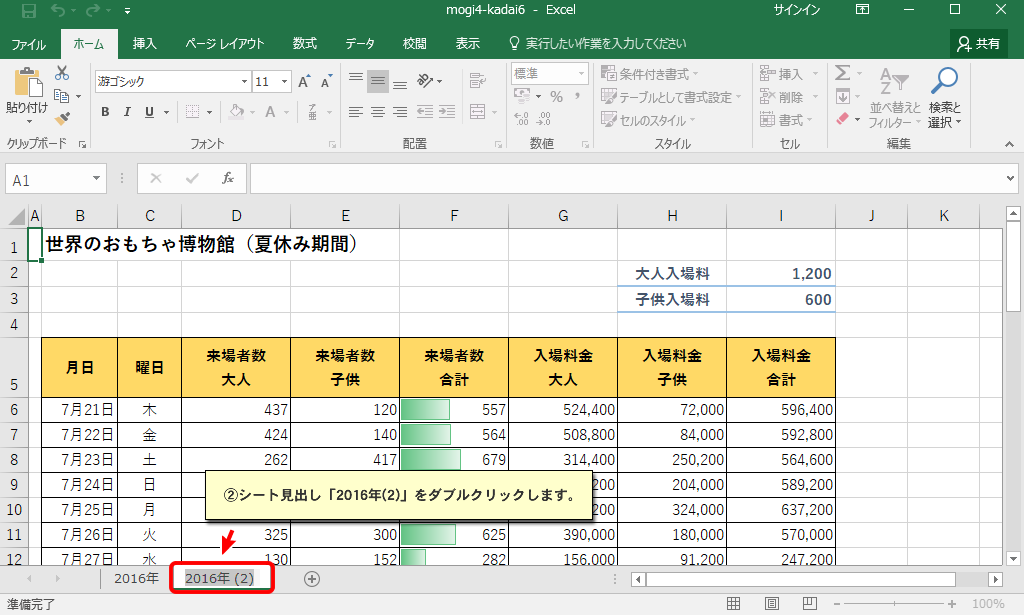 mogi4-kadai6 - Excel サインイン
ファイル ホーム 挿入 ページ レイアウト 数式 データ 校閲 表示 実行したい作業を入力してください 共有
貼り付け 游ゴシック 11 標準 条件付き書式 挿入
テーブルとして書式設定 削除 並べ替えと フィルター 検索と 選択
B I U A % セルのスタイル 書式
クリップボード フォント 配置 数値 スタイル セル 編集
A1 fx
A B C D E F G H I J K
1 世界のおもちゃ博物館（夏休み期間）
2 大人入場料 1,200
3 子供入場料 600
4
5 月日 曜日 来場者数 大人 来場者数 子供 来場者数 合計 入場料金 大人 入場料金 子供 入場料金 合計
6 7月21日 木 437 120 557 524,400 72,000 596,400
7 7月22日 金 424 140 564 508,800 84,000 592,800
8 7月23日 土 262 417 679 314,400 250,200 564,600
9 7月24日 日 200 204,000 589,200
10 7月25日 月 200 324,000 637,200
②シート見出し「2016年(2)」をダブルクリックします。
11 7月26日 火 325 300 625 390,000 180,000 570,000
12 7月27日 水 130 152 282 156,000 91,200 247,200
2016年 2016年 (2)
準備完了 100%